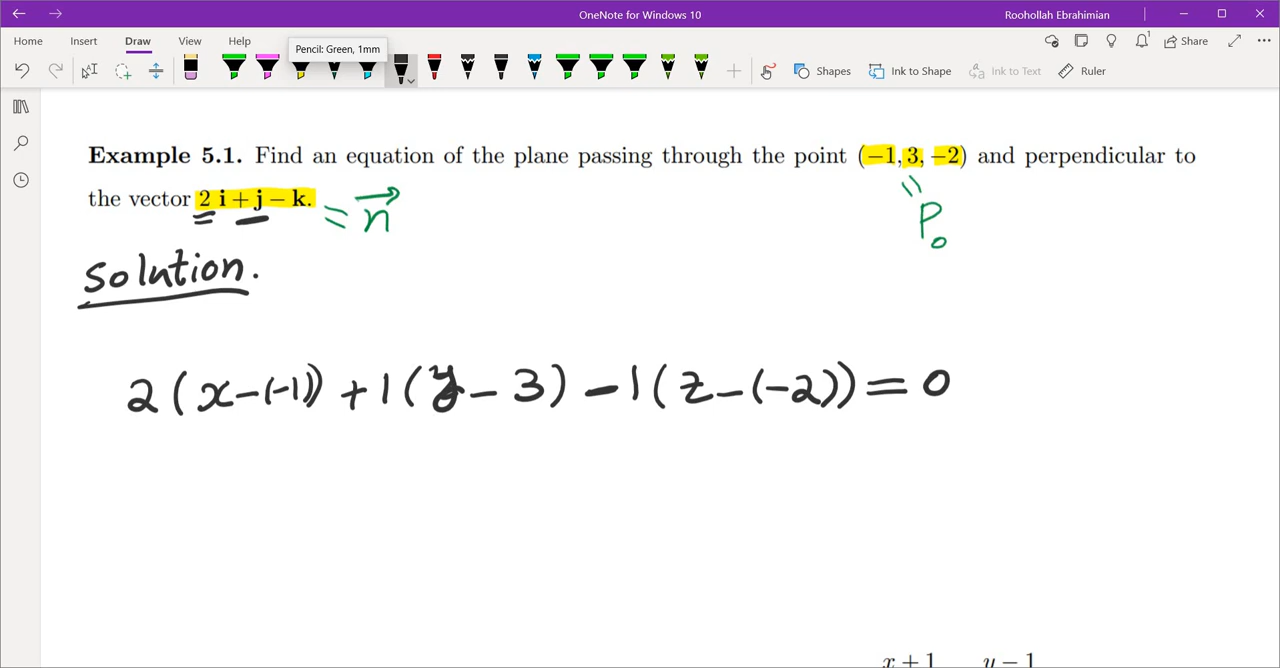 OneNote for Windows 10
Roohollah Ebrahimian
Home Insert Draw View Help
Pencil: Green, 1mm
Share
Shapes Ink to Shape Ink to Text Ruler
Example 5.1. Find an equation of the plane passing through the point (−1, 3, −2) and perpendicular to
the vector 2 i + j − k. = n⃗
= P₀
Solution.
2(x-(-1)) + 1(y-3) - 1(z-(-2)) = 0
x + 1 y − 1